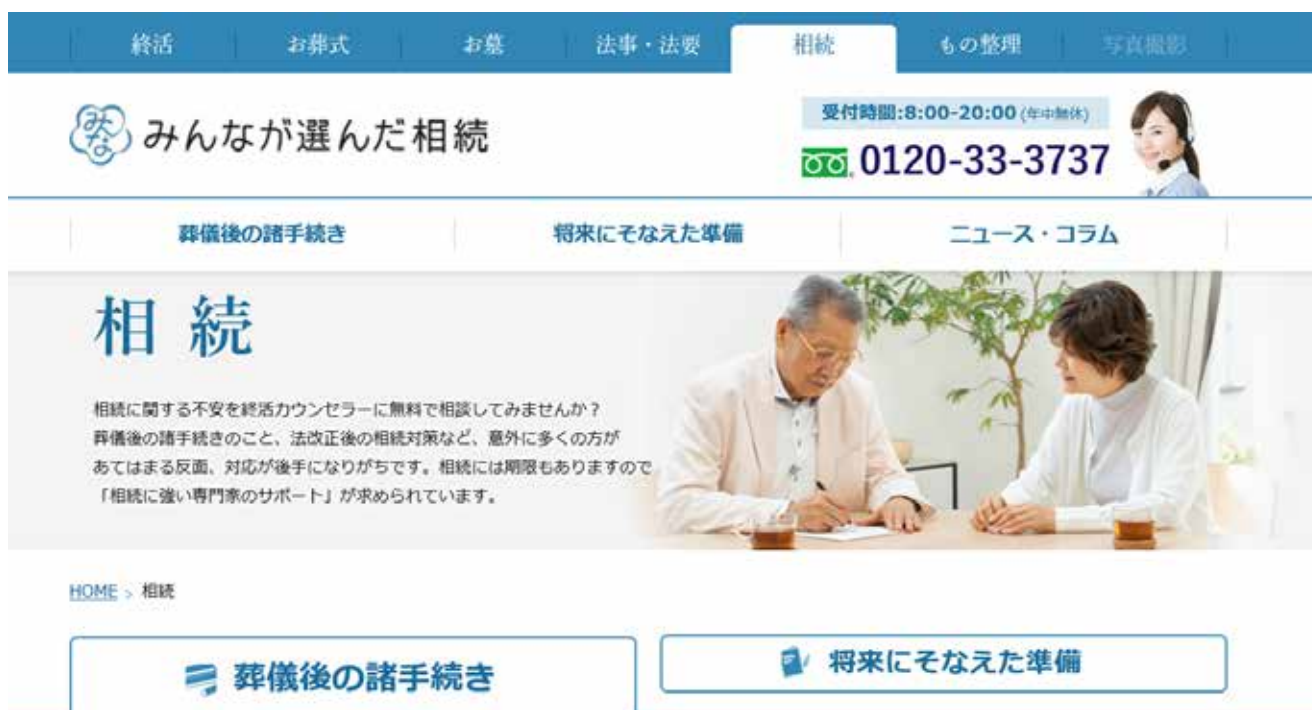 終活 お葬式 お墓 法事・法要 相続 もの整理 写真撮影
みな みんなが選んだ相続
受付時間:8:00-20:00(年中無休)
0120-33-3737
葬儀後の諸手続き 将来にそなえた準備 ニュース・コラム
相続
相続に関する不安を終活カウンセラーに無料で相談してみませんか?
葬儀後の諸手続きのこと、法改正後の相続対策など、意外に多くの方が
あてはまる反面、対応が後手になりがちです。相続には期限もありますので
「相続に強い専門家のサポート」が求められています。
HOME > 相続
葬儀後の諸手続き 将来にそなえた準備